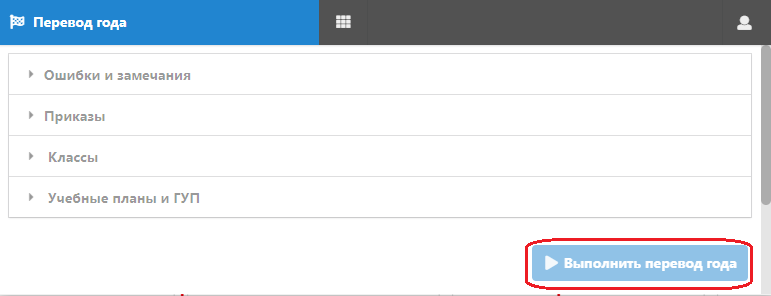 Перевод года
Ошибки и замечания
Приказы
Классы
Учебные планы и ГУП
Выполнить перевод года